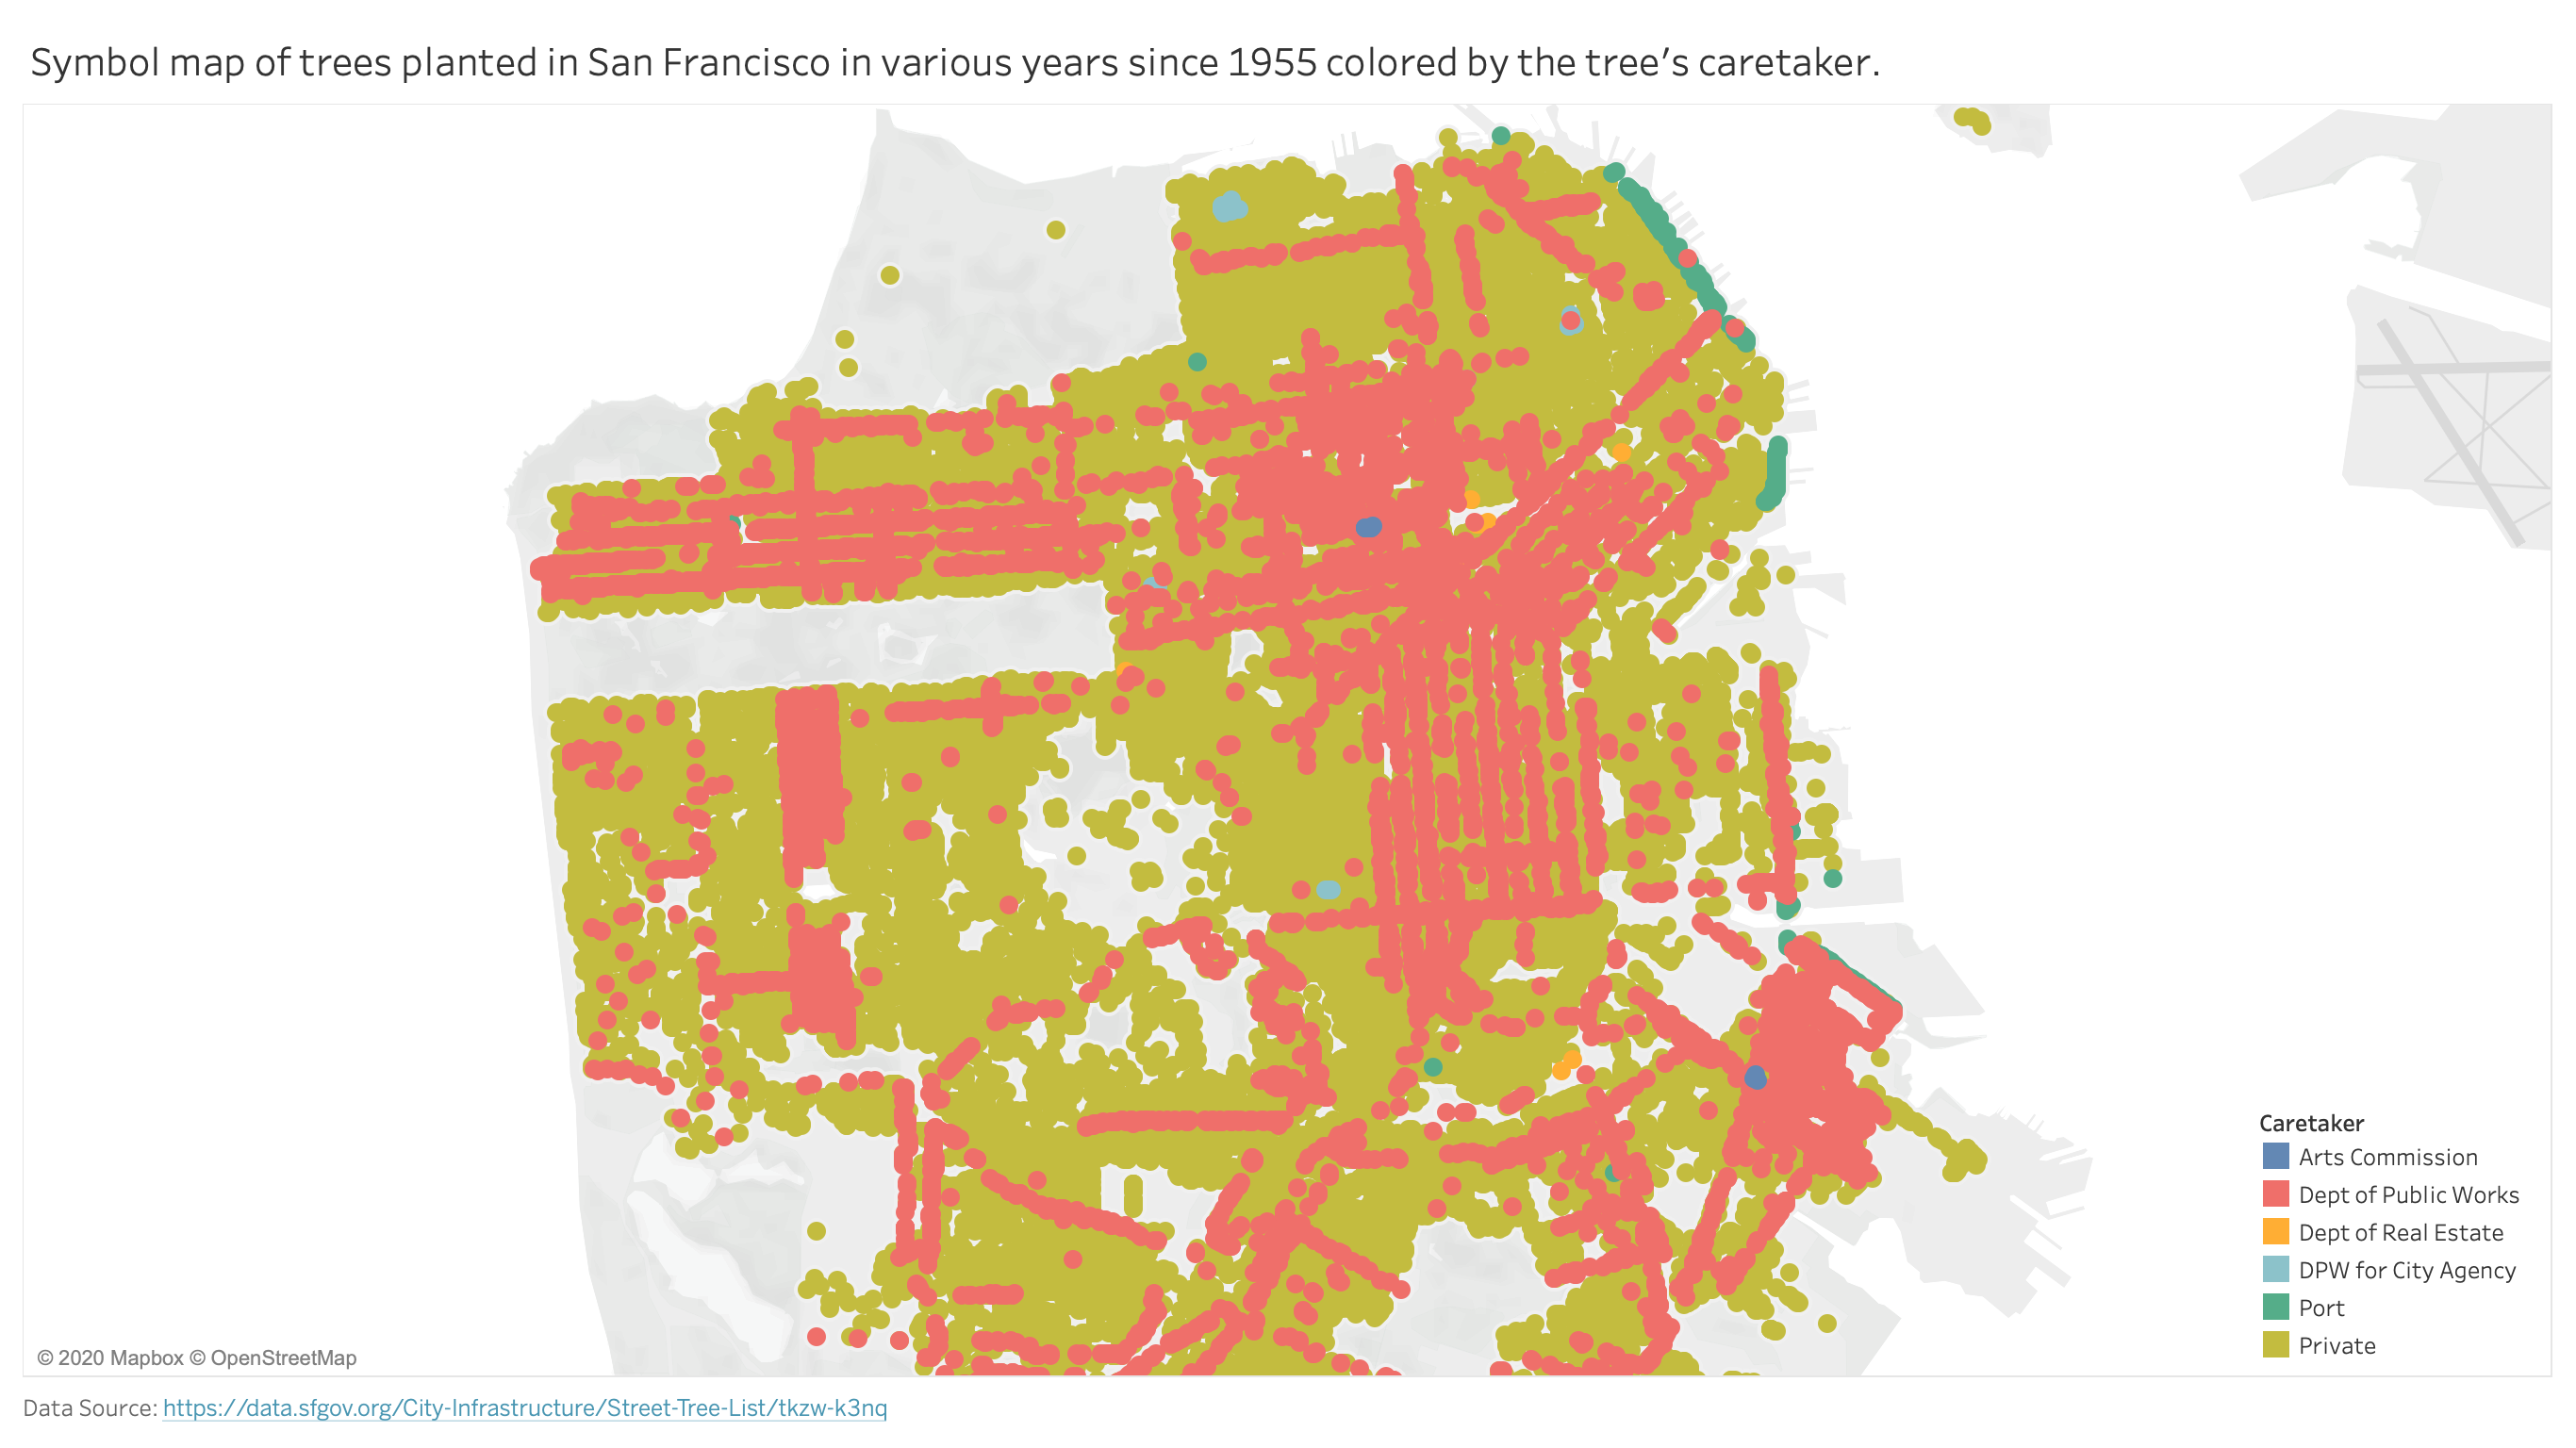 Symbol map of trees planted in San Francisco in various years since 1955 colored by the tree's caretaker.
Caretaker
Arts Commission
Dept of Public Works
Dept of Real Estate
DPW for City Agency
Port
Private
© 2020 Mapbox © OpenStreetMap
Data Source: https://data.sfgov.org/City-Infrastructure/Street-Tree-List/tkzw-k3nq